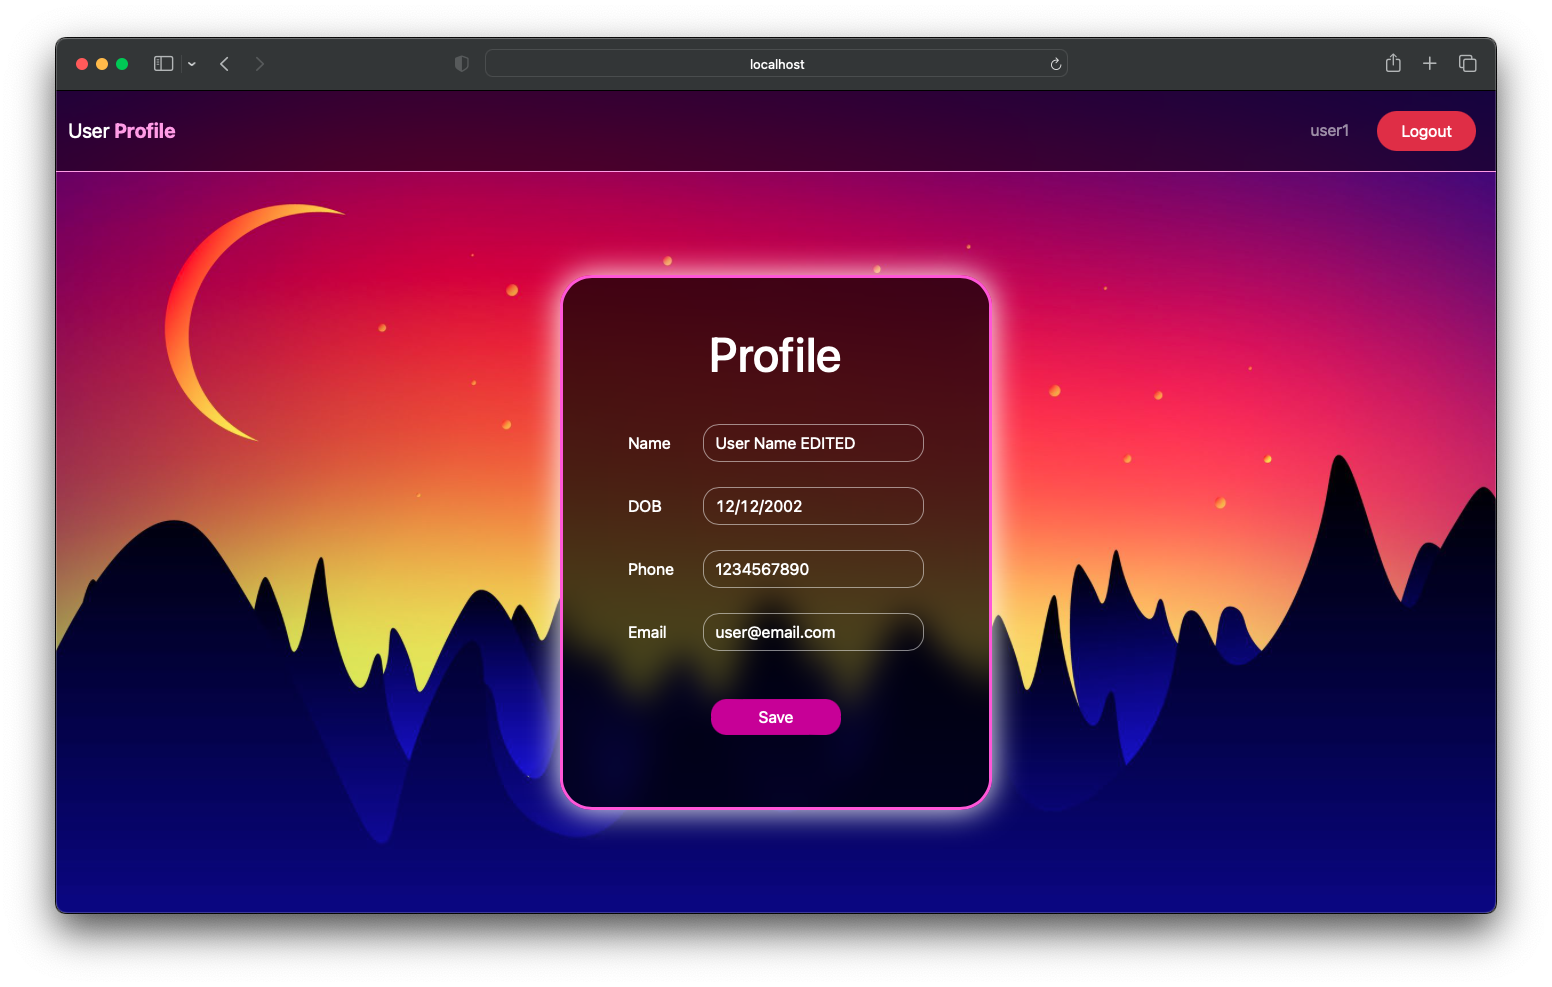 localhost
User Profile
user1
Logout
Profile
Name
User Name EDITED
DOB
12/12/2002
Phone
1234567890
Email
user@email.com
Save